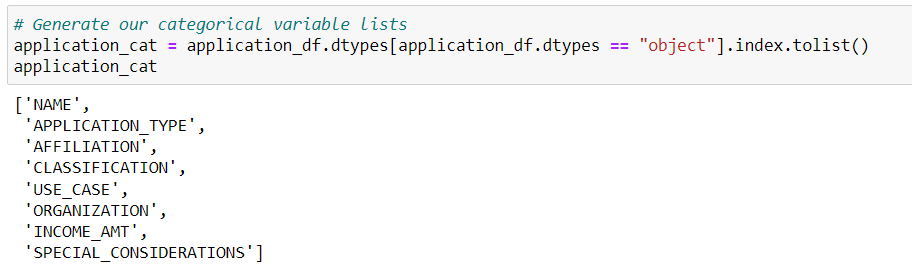 # Generate our categorical variable lists
application_cat = application_df.dtypes[application_df.dtypes == "object"].index.tolist()
application_cat
['NAME',
 'APPLICATION_TYPE',
 'AFFILIATION',
 'CLASSIFICATION',
 'USE_CASE',
 'ORGANIZATION',
 'INCOME_AMT',
 'SPECIAL_CONSIDERATIONS']